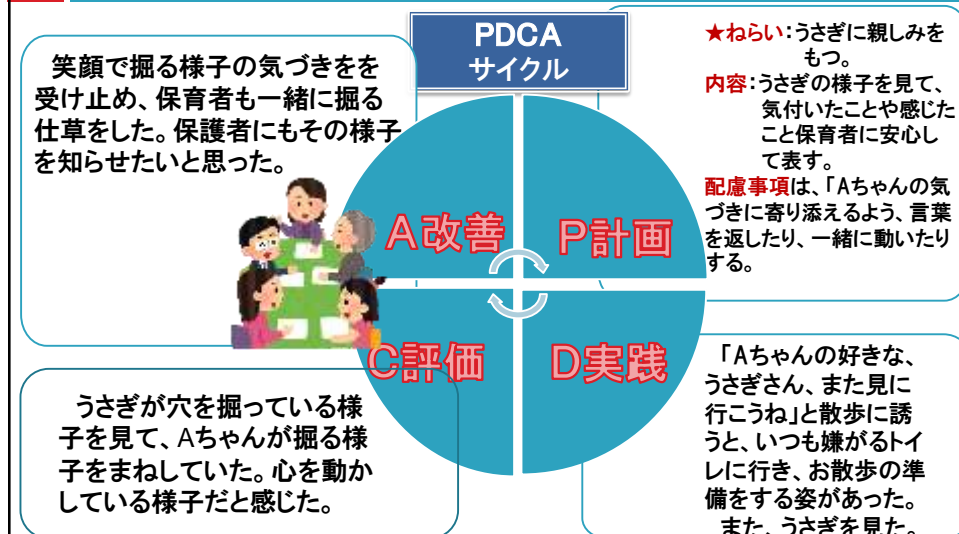 PDCA
サイクル
笑顔で掘る様子の気づきをを
受け止め、保育者も一緒に掘る
仕草をした。保護者にもその様子
を知らせたいと思った。
★ねらい：うさぎに親しみを
もつ。
内容：うさぎの様子を見て、
気付いたことや感じた
こと保育者に安心し
て表す。
配慮事項は、「Aちゃんの気
づきに寄り添えるよう、言葉
を返したり、一緒に動いたり
する。
A改善
P計画
C評価
D実践
うさぎが穴を掘っている様
子を見て、Aちゃんが掘る様
子をまねしていた。心を動か
している様子だと感じた。
「Aちゃんの好きな、
うさぎさん、また見に
行こうね」と散歩に誘
うと、いつも嫌がるトイ
レに行き、お散歩の準
備をする姿があった。
また、うさぎを見た。